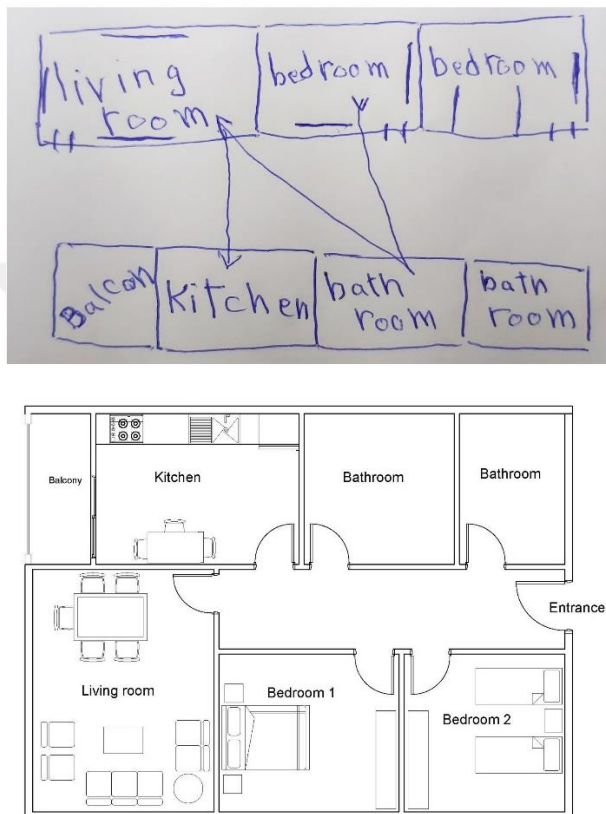 living
room
bedroom
bedroom
Balcon
Kitchen
bath
room
bath
room
Balcony
Kitchen
Bathroom
Bathroom
Entrance
Living room
Bedroom 1
Bedroom 2